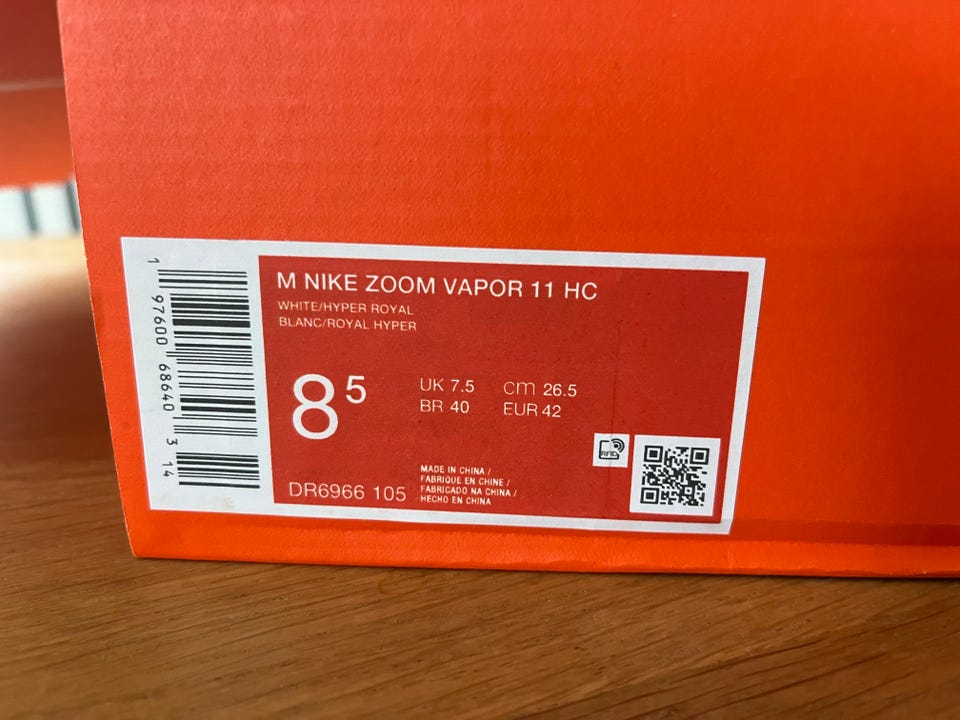 M NIKE ZOOM VAPOR 11 HC
WHITE/HYPER ROYAL
BLANC/ROYAL HYPER
8 5
UK 7.5 cm 26.5
BR 40 EUR 42
RFID
DR6966 105
MADE IN CHINA /
FABRIQUE EN CHINE /
FABRICADO NA CHINA /
HECHO EN CHINA
1 97600 68640 3 14